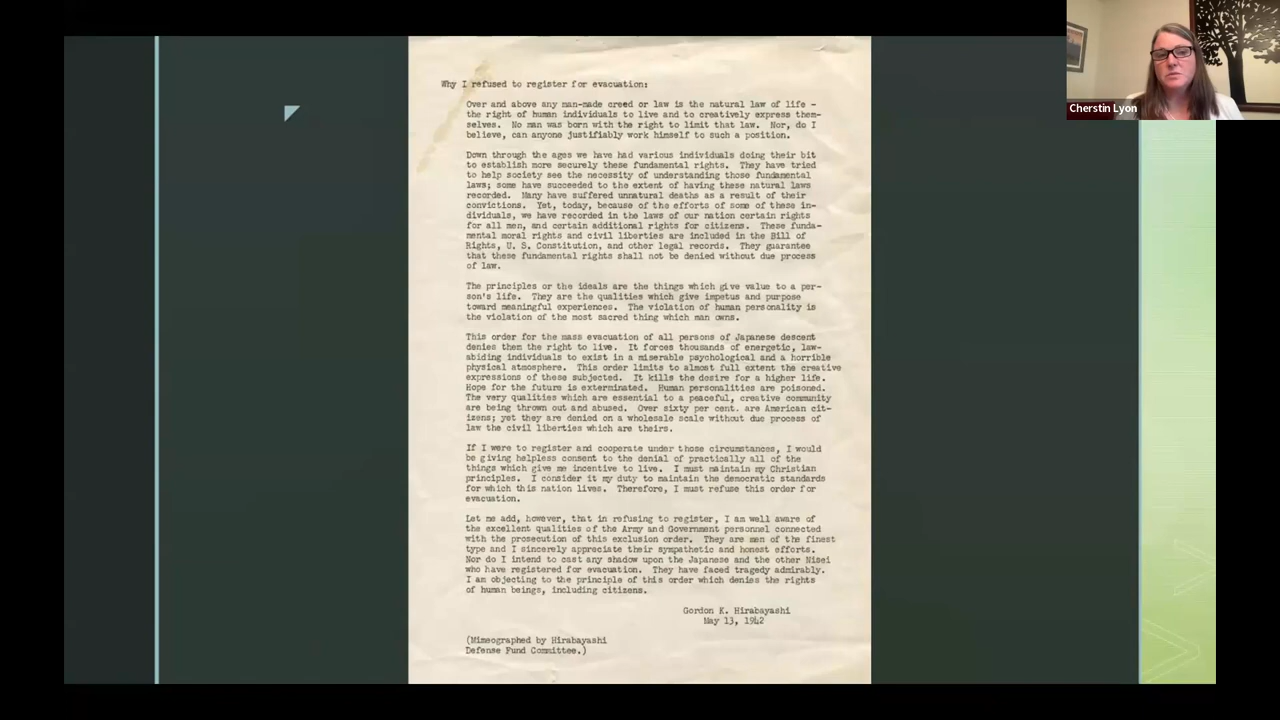 Why I refused to register for evacuation:
Over and above any man-made creed or law is the natural law of life -
the right of human individuals to live and to creatively express them-
selves. No man was born with the right to limit that law. Nor, do I
believe, can anyone justifiably work himself to such a position.
Down through the ages we have had various individuals doing their bit
to establish more securely these fundamental rights. They have tried
to help society see the necessity of understanding those fundamental
laws; some have succeeded to the extent of having these natural laws
recorded. Many have suffered unnatural deaths as a result of their
convictions. Yet, today, because of the efforts of some of these in-
dividuals, we have recorded in the laws of our nation certain rights
for all men, and certain additional rights for citizens. These funda-
mental moral rights and civil liberties are included in the Bill of
Rights, U. S. Constitution, and other legal records. They guarantee
that these fundamental rights shall not be denied without due process
of law.
The principles or the ideals are the things which give value to a per-
son's life. They are the qualities which give impetus and purpose
toward meaningful experiences. The violation of human personality is
the violation of the most sacred thing which man owns.
This order for the mass evacuation of all persons of Japanese descent
denies them the right to live. It forces thousands of energetic, law-
abiding individuals to exist in a miserable psychological and a horrible
physical atmosphere. This order limits to almost full extent the creative
expressions of these subjected. It kills the desire for a higher life.
Hope for the future is exterminated. Human personalities are poisoned.
The very qualities which are essential to a peaceful, creative community
are being thrown out and abused. Over sixty per cent. are American cit-
izens; yet they are denied on a wholesale scale without due process of
law the civil liberties which are theirs.
If I were to register and cooperate under those circumstances, I would
be giving helpless consent to the denial of practically all of the
things which give me incentive to live. I must maintain my Christian
principles. I consider it my duty to maintain the democratic standards
for which this nation lives. Therefore, I must refuse this order for
evacuation.
Let me add, however, that in refusing to register, I am well aware of
the excellent qualities of the Army and Government personnel connected
with the prosecution of this exclusion order. They are men of the finest
type and I sincerely appreciate their sympathetic and honest efforts.
Nor do I intend to cast any shadow upon the Japanese and the other Nisei
who have registered for evacuation. They have faced tragedy admirably.
I am objecting to the principle of this order which denies the rights
of human beings, including citizens.
Gordon K. Hirabayashi
May 13, 1942
(Mimeographed by Hirabayashi
Defense Fund Committee.)
Cherstin Lyon